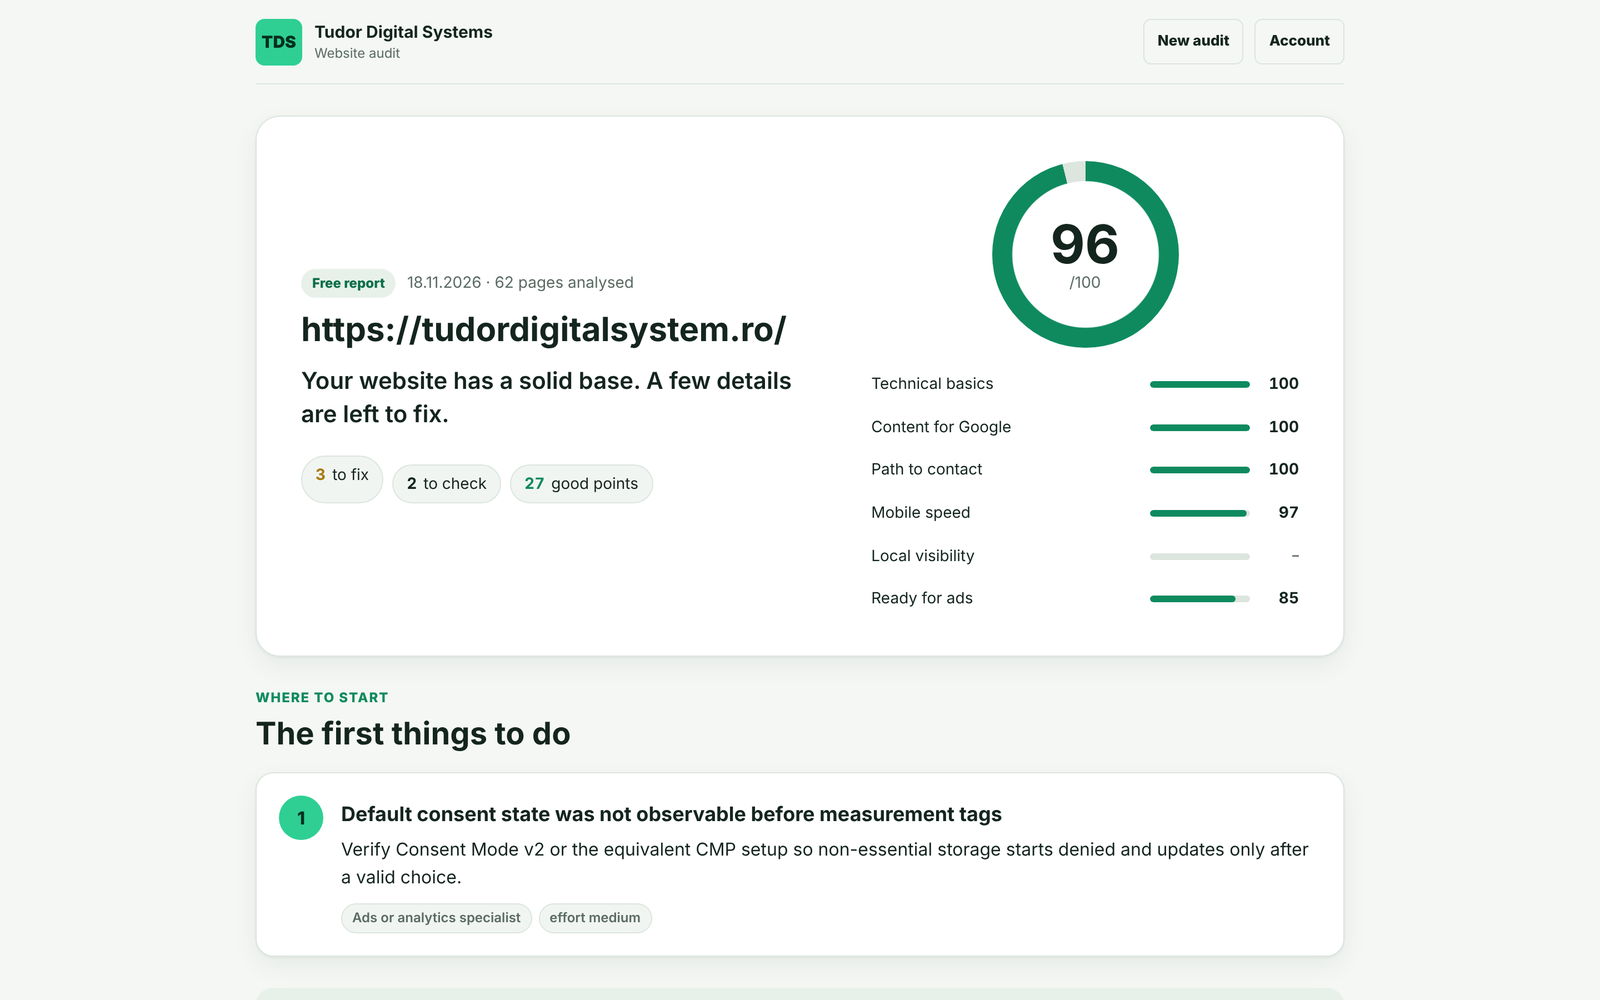 TDS
Tudor Digital Systems
Website audit
New audit
Account
Free report
18.11.2026 · 62 pages analysed
https://tudordigitalsystem.ro/
Your website has a solid base. A few details
are left to fix.
3 to fix
2 to check
27 good points
96
/100
Technical basics 100
Content for Google 100
Path to contact 100
Mobile speed 97
Local visibility –
Ready for ads 85
WHERE TO START
The first things to do
1
Default consent state was not observable before measurement tags
Verify Consent Mode v2 or the equivalent CMP setup so non-essential storage starts denied and updates only after
a valid choice.
Ads or analytics specialist
effort medium